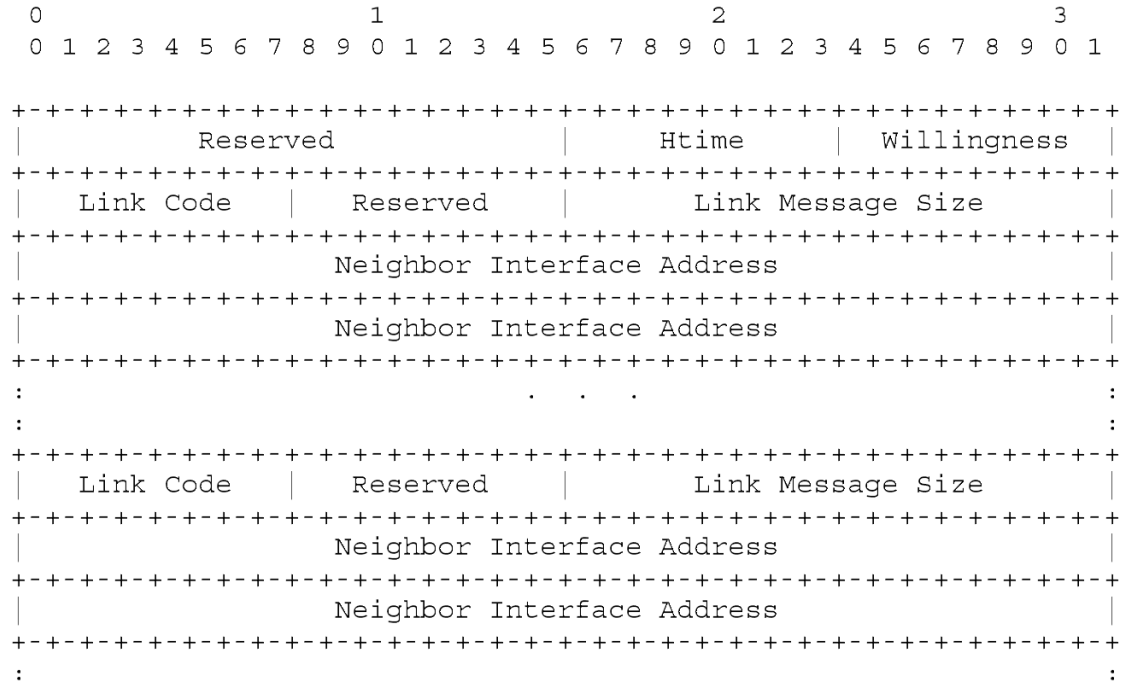 0                   1                   2                   3
 0 1 2 3 4 5 6 7 8 9 0 1 2 3 4 5 6 7 8 9 0 1 2 3 4 5 6 7 8 9 0 1

+-+-+-+-+-+-+-+-+-+-+-+-+-+-+-+-+-+-+-+-+-+-+-+-+-+-+-+-+-+-+-+-+
|          Reserved             |     Htime     |  Willingness  |
+-+-+-+-+-+-+-+-+-+-+-+-+-+-+-+-+-+-+-+-+-+-+-+-+-+-+-+-+-+-+-+-+
|   Link Code   |   Reserved    |       Link Message Size       |
+-+-+-+-+-+-+-+-+-+-+-+-+-+-+-+-+-+-+-+-+-+-+-+-+-+-+-+-+-+-+-+-+
|                  Neighbor Interface Address                   |
+-+-+-+-+-+-+-+-+-+-+-+-+-+-+-+-+-+-+-+-+-+-+-+-+-+-+-+-+-+-+-+-+
|                  Neighbor Interface Address                   |
+-+-+-+-+-+-+-+-+-+-+-+-+-+-+-+-+-+-+-+-+-+-+-+-+-+-+-+-+-+-+-+-+
:                             .  .  .                           :
:                                                               :
+-+-+-+-+-+-+-+-+-+-+-+-+-+-+-+-+-+-+-+-+-+-+-+-+-+-+-+-+-+-+-+-+
|   Link Code   |   Reserved    |       Link Message Size       |
+-+-+-+-+-+-+-+-+-+-+-+-+-+-+-+-+-+-+-+-+-+-+-+-+-+-+-+-+-+-+-+-+
|                  Neighbor Interface Address                   |
+-+-+-+-+-+-+-+-+-+-+-+-+-+-+-+-+-+-+-+-+-+-+-+-+-+-+-+-+-+-+-+-+
|                  Neighbor Interface Address                   |
+-+-+-+-+-+-+-+-+-+-+-+-+-+-+-+-+-+-+-+-+-+-+-+-+-+-+-+-+-+-+-+-+
:                                                               :